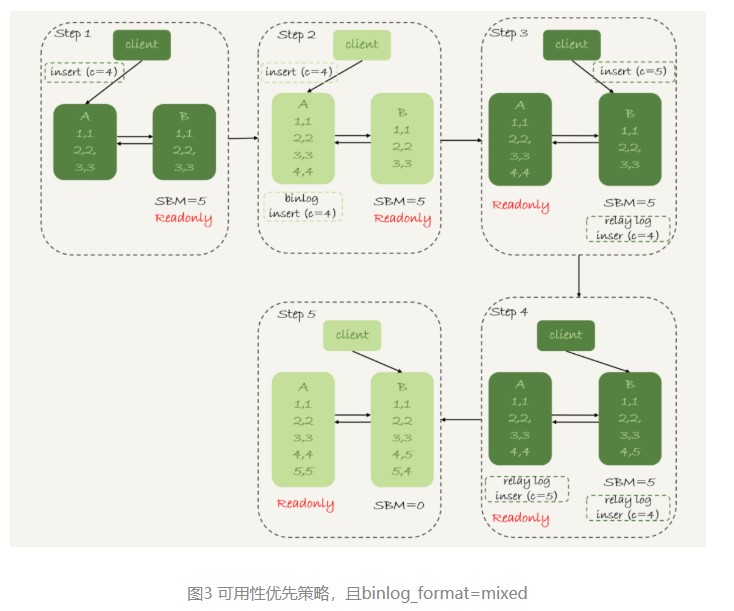 Step 1
client
insert (c=4)
A
1,1
2,2,
3,3
B
1,1
2,2,
3,3
SBM=5
Readonly
Step 2
client
insert (c=4)
A
1,1
2,2
3,3
4,4
B
1,1
2,2
3,3
binlog
insert (c=4)
SBM=5
Readonly
Step 3
client
insert (c=5)
A
1,1
2,2,
3,3
4,4
B
1,1
2,2,
3,3
Readonly
SBM=5
relay log
inser (c=4)
Step 4
client
A
1,1
2,2,
3,3
4,4
B
1,1
2,2,
3,3
4,5
relay log
inser (c=5)
Readonly
SBM=5
relay log
inser (c=4)
Step 5
client
A
1,1
2,2
3,3
4,4
5,5
B
1,1
2,2
3,3
4,5
5,4
Readonly
SBM=0
图3 可用性优先策略，且binlog_format=mixed